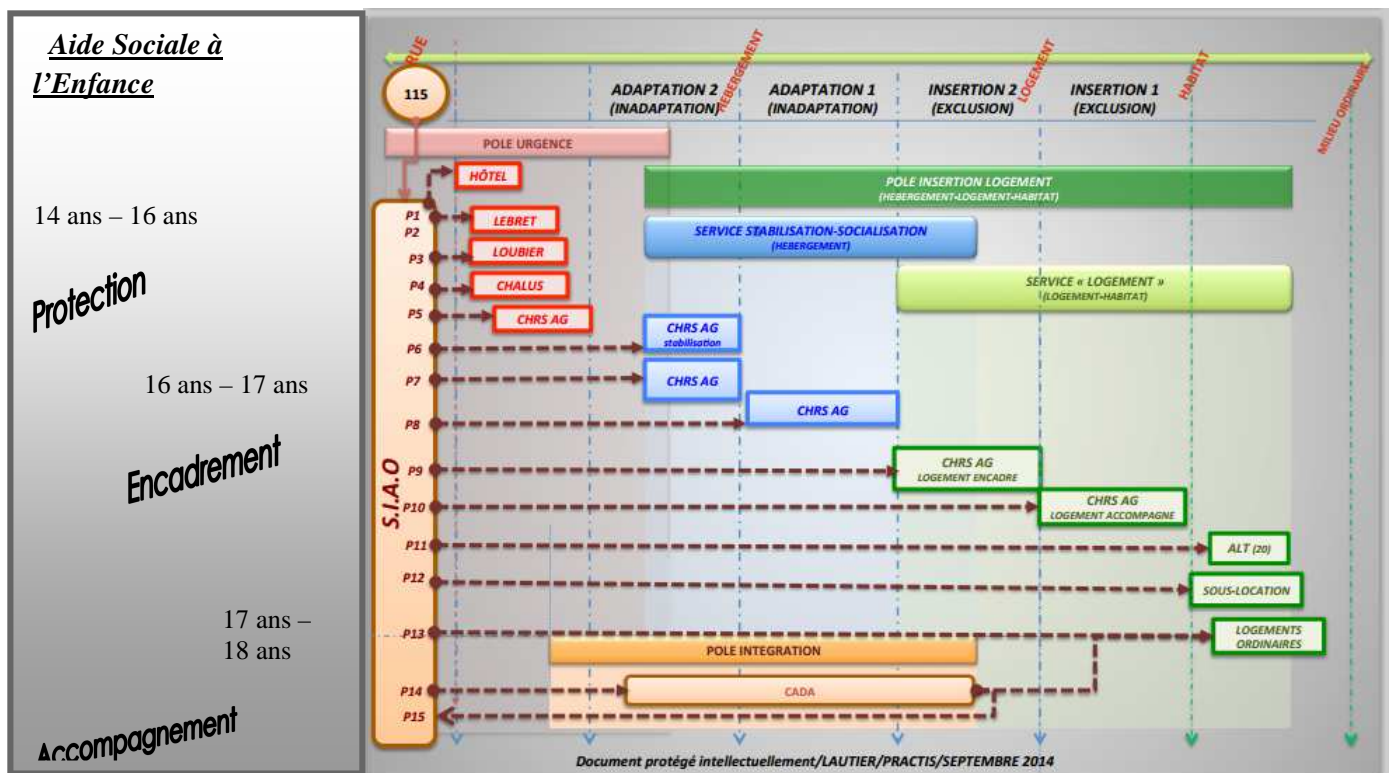 Aide Sociale à
l'Enfance
14 ans – 16 ans
Protection
16 ans – 17 ans
Encadrement
17 ans –
18 ans
Accompagnement
RUE
HEBERGEMENT
LOGEMENT
HABITAT
MILIEU ORDINAIRE
115
ADAPTATION 2
(INADAPTATION)
ADAPTATION 1
(INADAPTATION)
INSERTION 2
(EXCLUSION)
INSERTION 1
(EXCLUSION)
POLE URGENCE
HÔTEL
POLE INSERTION LOGEMENT
(HEBERGEMENT-LOGEMENT-HABITAT)
P1
LEBRET
P2
SERVICE STABILISATION-SOCIALISATION
(HEBERGEMENT)
P3
LOUBIER
P4
CHALUS
SERVICE « LOGEMENT »
(LOGEMENT-HABITAT)
P5
CHRS AG
P6
CHRS AG
stabilisation
P7
CHRS AG
P8
CHRS AG
S.I.A.O
P9
CHRS AG
LOGEMENT ENCADRE
P10
CHRS AG
LOGEMENT ACCOMPAGNE
P11
ALT (20)
P12
SOUS-LOCATION
P13
LOGEMENTS
ORDINAIRES
POLE INTEGRATION
P14
CADA
P15
Document protégé intellectuellement/LAUTIER/PRACTIS/SEPTEMBRE 2014